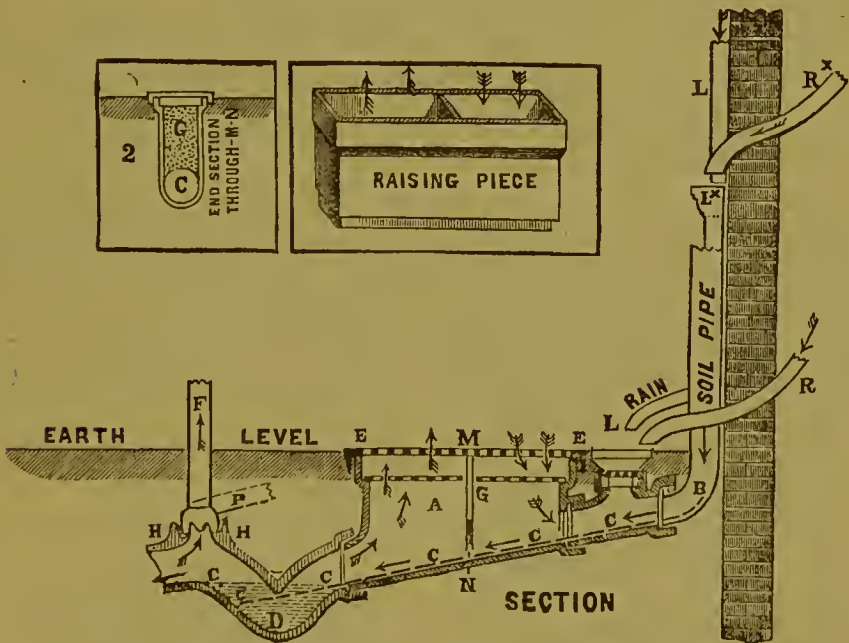 2
G
C
END SECTION
THROUGH-M-N
RAISING PIECE
L
R
x
L x
SOIL PIPE
RAIN
L
R
F
EARTH LEVEL
E M E
P
A G
B
H H
C C C C C C
C
D
N
SECTION